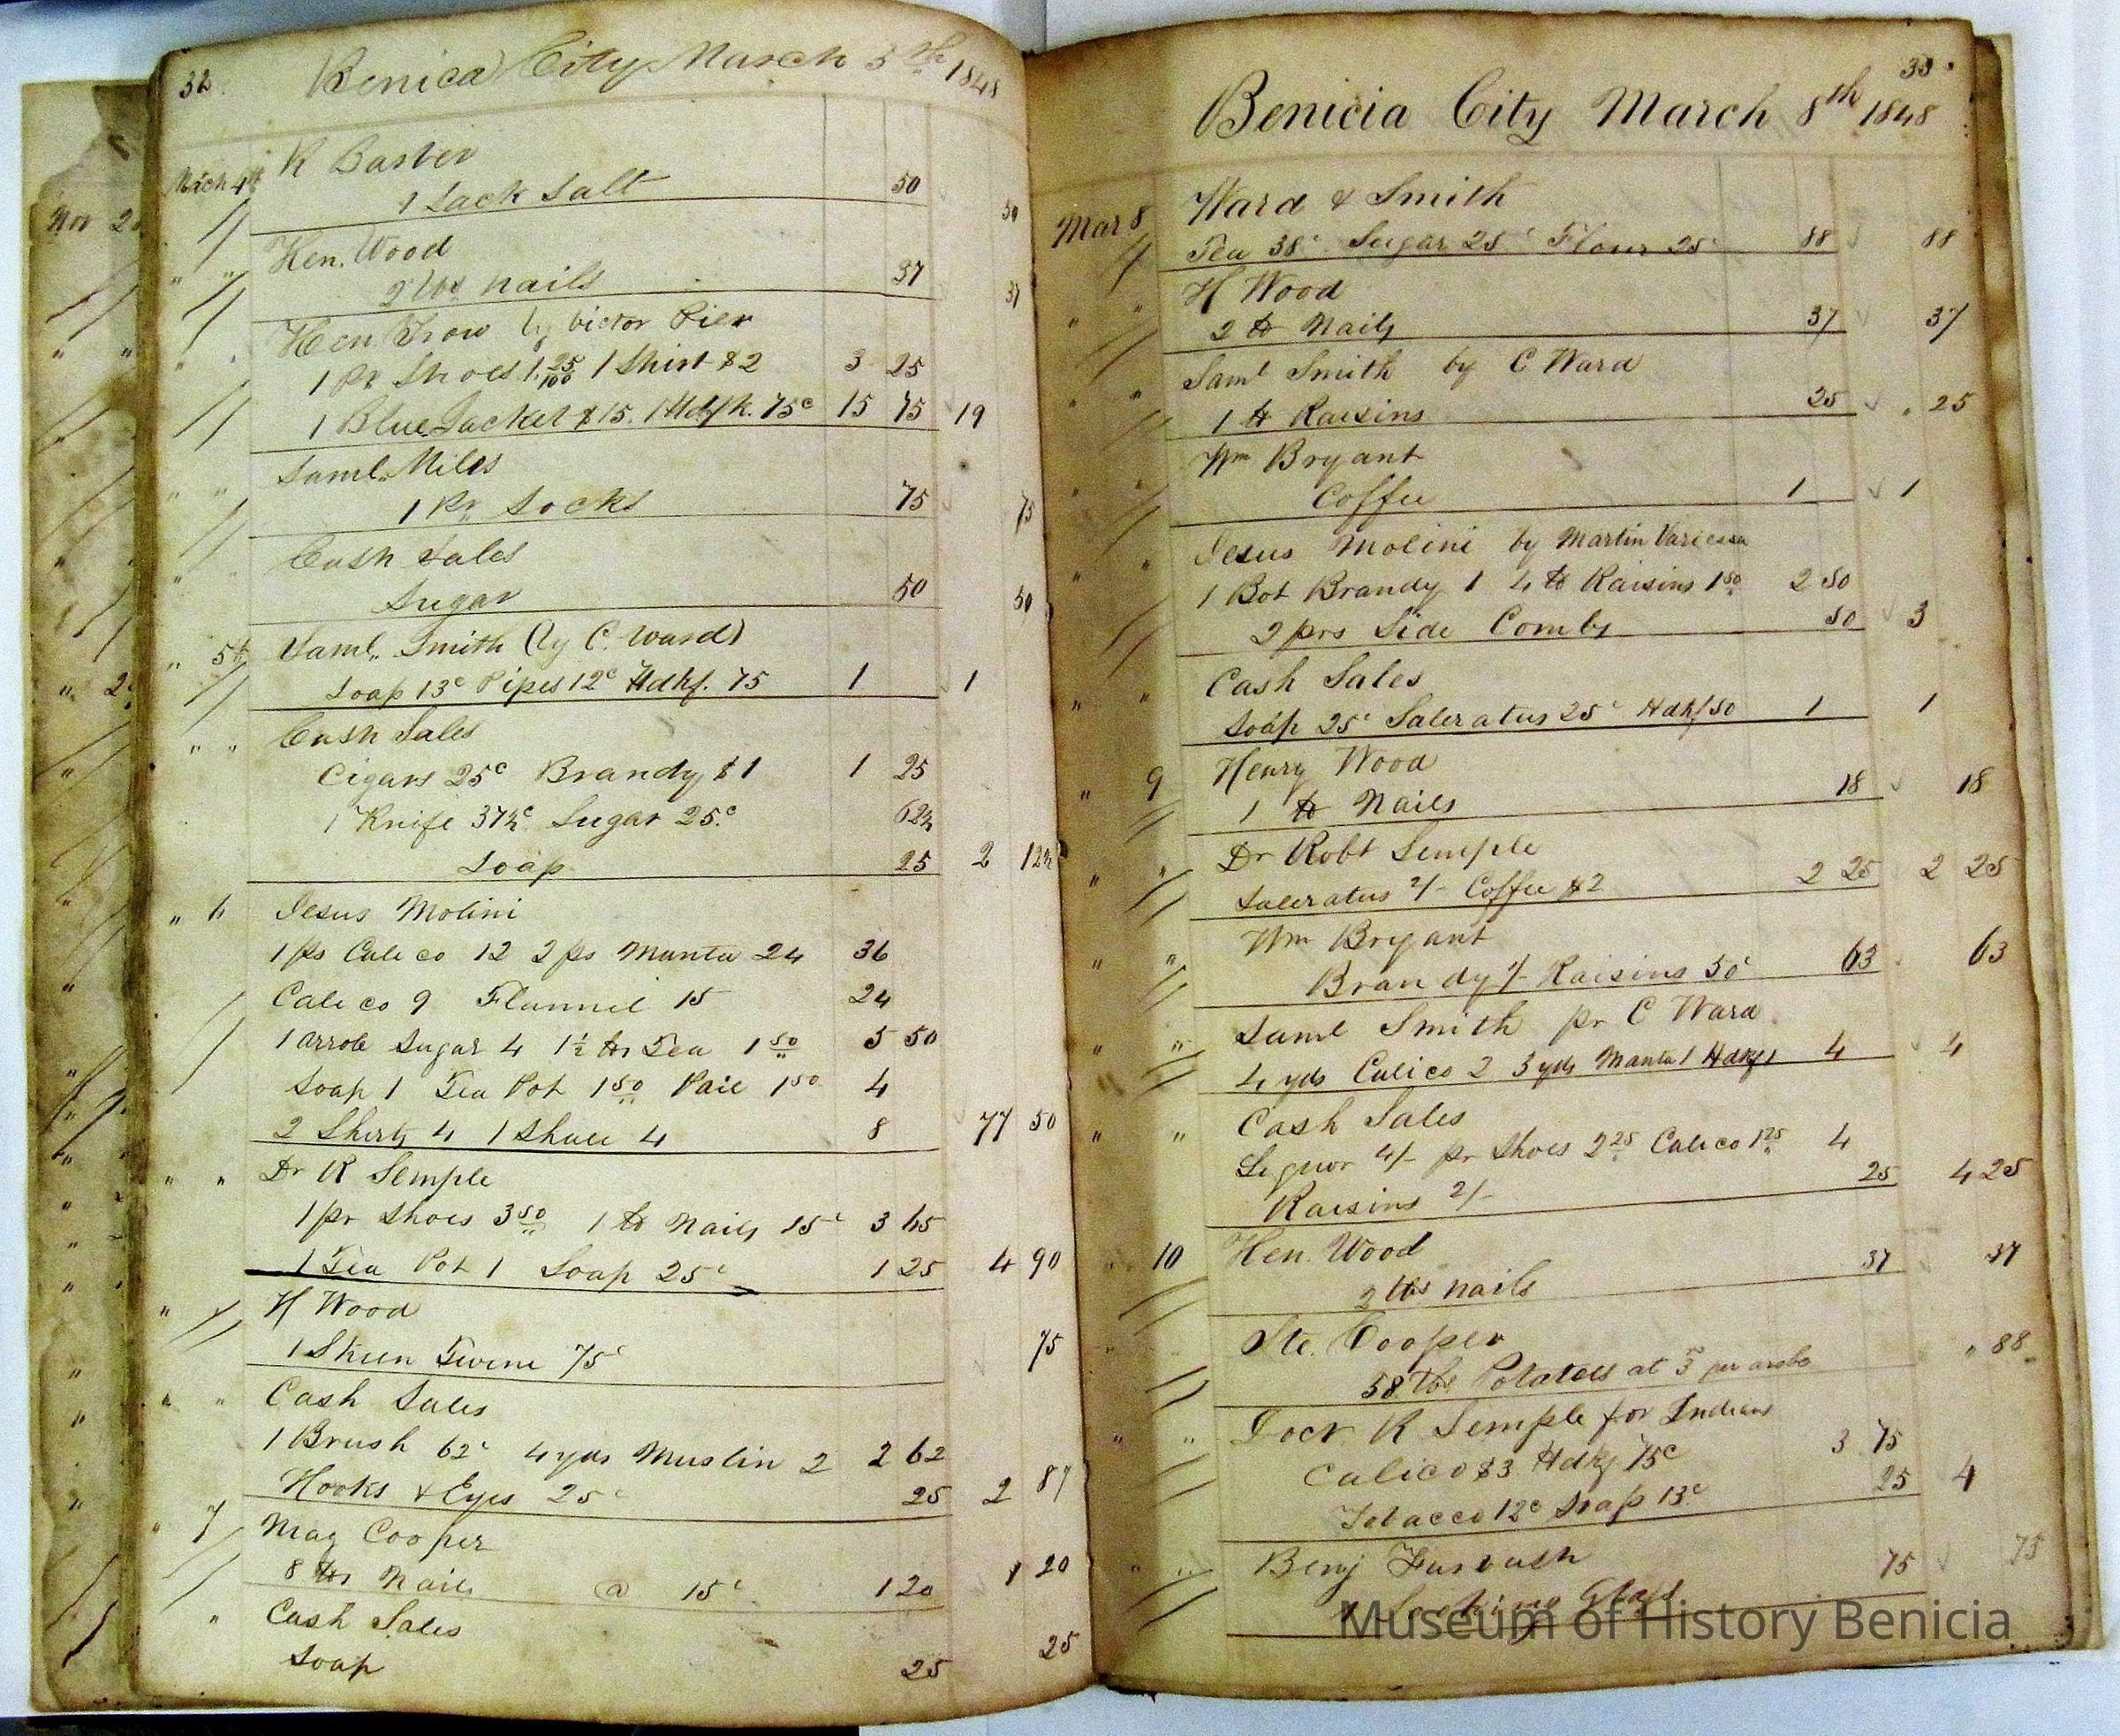 32. Benica City March 5th 1848
March 4th R Barber
1 Sack Salt 50 50
" " Hen. Wood
2 lbs nails 37 37
" " Hen Trow by Victor Pier
1 Pr Shoes 1.25/100 1 Shirt $2 3 25
1 Blue Jacket $15. 1 Hdfk. 75c 15 75 19
" " Saml. Miles
1 Pr. Socks 75 75
" " Cash Sales
Sugar 50 50
" 5th Saml. Smith (by C. Ward)
Soap 13c Pipes 12c Hdkf. 75 1 1
" " Cash Sales
Cigars 25c Brandy $1 1 25
1 Knife 37½c Sugar 25c 62½
Soap 25 2 12½
" 6 Jesus Molini
1 ps Calico 12 2 ps Manta 24 36
Calico 9 Flannel 15 24
1 arrobe Sugar 4 1½ lbs Tea 1 50 5 50
Soap 1 Tea Pot 1 50 Pail 1 50 4
2 Shirts 4 1 Shall 4 8 77 50
" " Dr R Semple
1 pr Shoes 3 50 1 lb Nails 15c 3 65
1 Tea Pot 1 Soap 25c 1 25 4 90
" " H Wood
1 Skein Twine 75c 75
" " Cash Sales
1 Brush 62c 4 yds Muslin 2 2 62
Hooks & Eyes 25c 25 2 87
" 7 Mag Cooper
8 lbs Nails @ 15c 1 20 1 20
" Cash Sales
Soap 25 25
33.
Benicia City March 8th 1848
Mar 8 Ward & Smith
Tea 38c Sugar 25c Flour 25c 88 88
" " H Wood
2 lb Nails 37 37
" Saml Smith by C Ward
1 lb Raisins 25 25
" " Wm Bryant
Coffee 1 1
" " Jesus Molini by Martin
1 Bot Brandy 1 4 lb Raisins 1 50 2 50
2 prs Side Combs 50 3
" " Cash Sales
Soap 25c Saleratus 25c Hdkf 50 1 1
" 9 Henry Wood
1 lb Nails 18 18
" " Dr Robt Semple
Saleratus 2/- Coffee $2 2 25 2 25
" " Wm Bryant
Brandy 1/- Raisins 50c 63 63
" " Saml Smith pr C Ward
4 yds Calico 2 3 yds Manta 1 Hdkf 1 4 4
" " Cash Sales
Liquor 4/- pr Shoes 2 25 Calico 1 25 4
Raisins 2/- 25 4 25
" 10 Hen. Wood
2 lbs nails 37 37
" " Ste. Cooper
58 lbs Potatoes at 3 per aroba 88
" " Doct. R Semple for Indians
Calico $3 Hdkf 75c 3 75
Tobacco 12c Soap 13c 25 4
" " Benj
1 Looking Glass 75 75
Museum of History Benicia
Nov 2